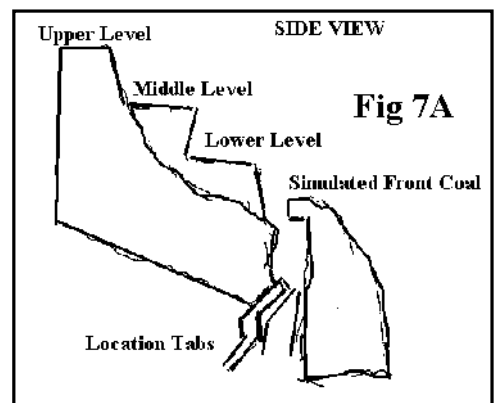 SIDE VIEW
Upper Level
Middle Level
Fig 7A
Lower Level
Simulated Front Coal
Location Tabs